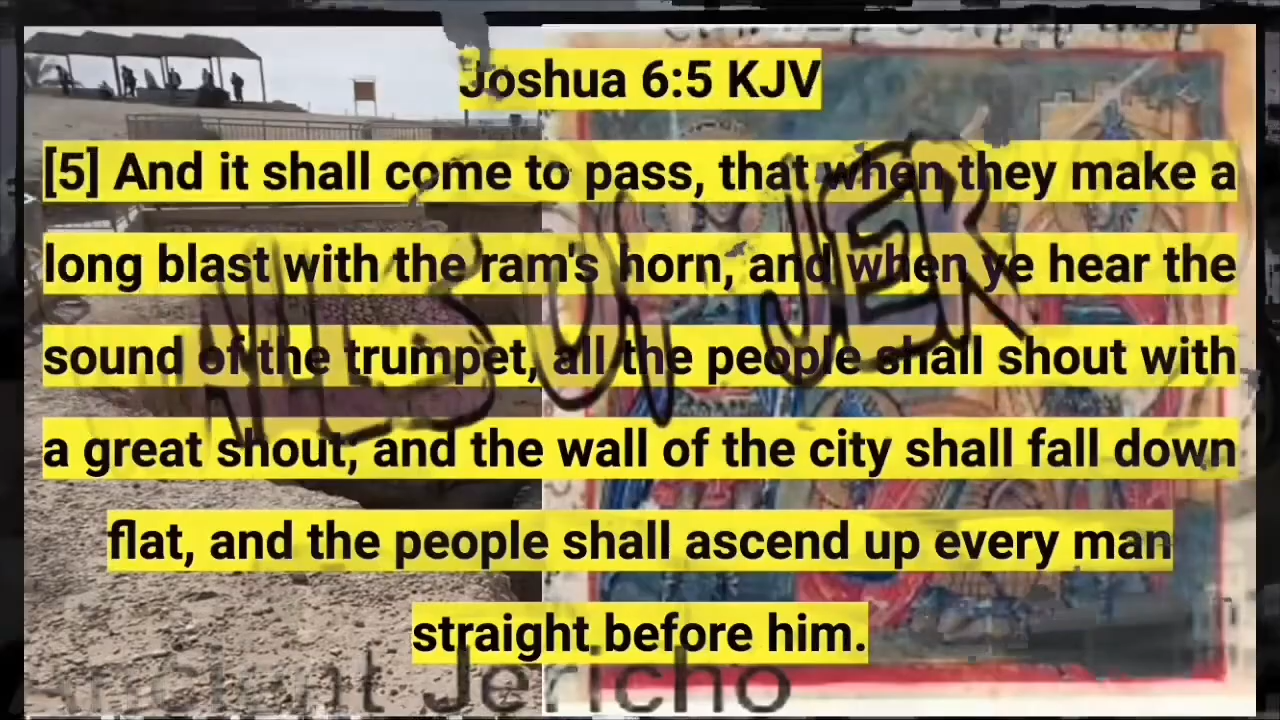 Joshua 6:5 KJV
[5] And it shall come to pass, that when they make a
long blast with the ram's horn, and when ye hear the
sound of the trumpet, all the people shall shout with
a great shout; and the wall of the city shall fall down
flat, and the people shall ascend up every man
straight before him.
Ancient Jericho